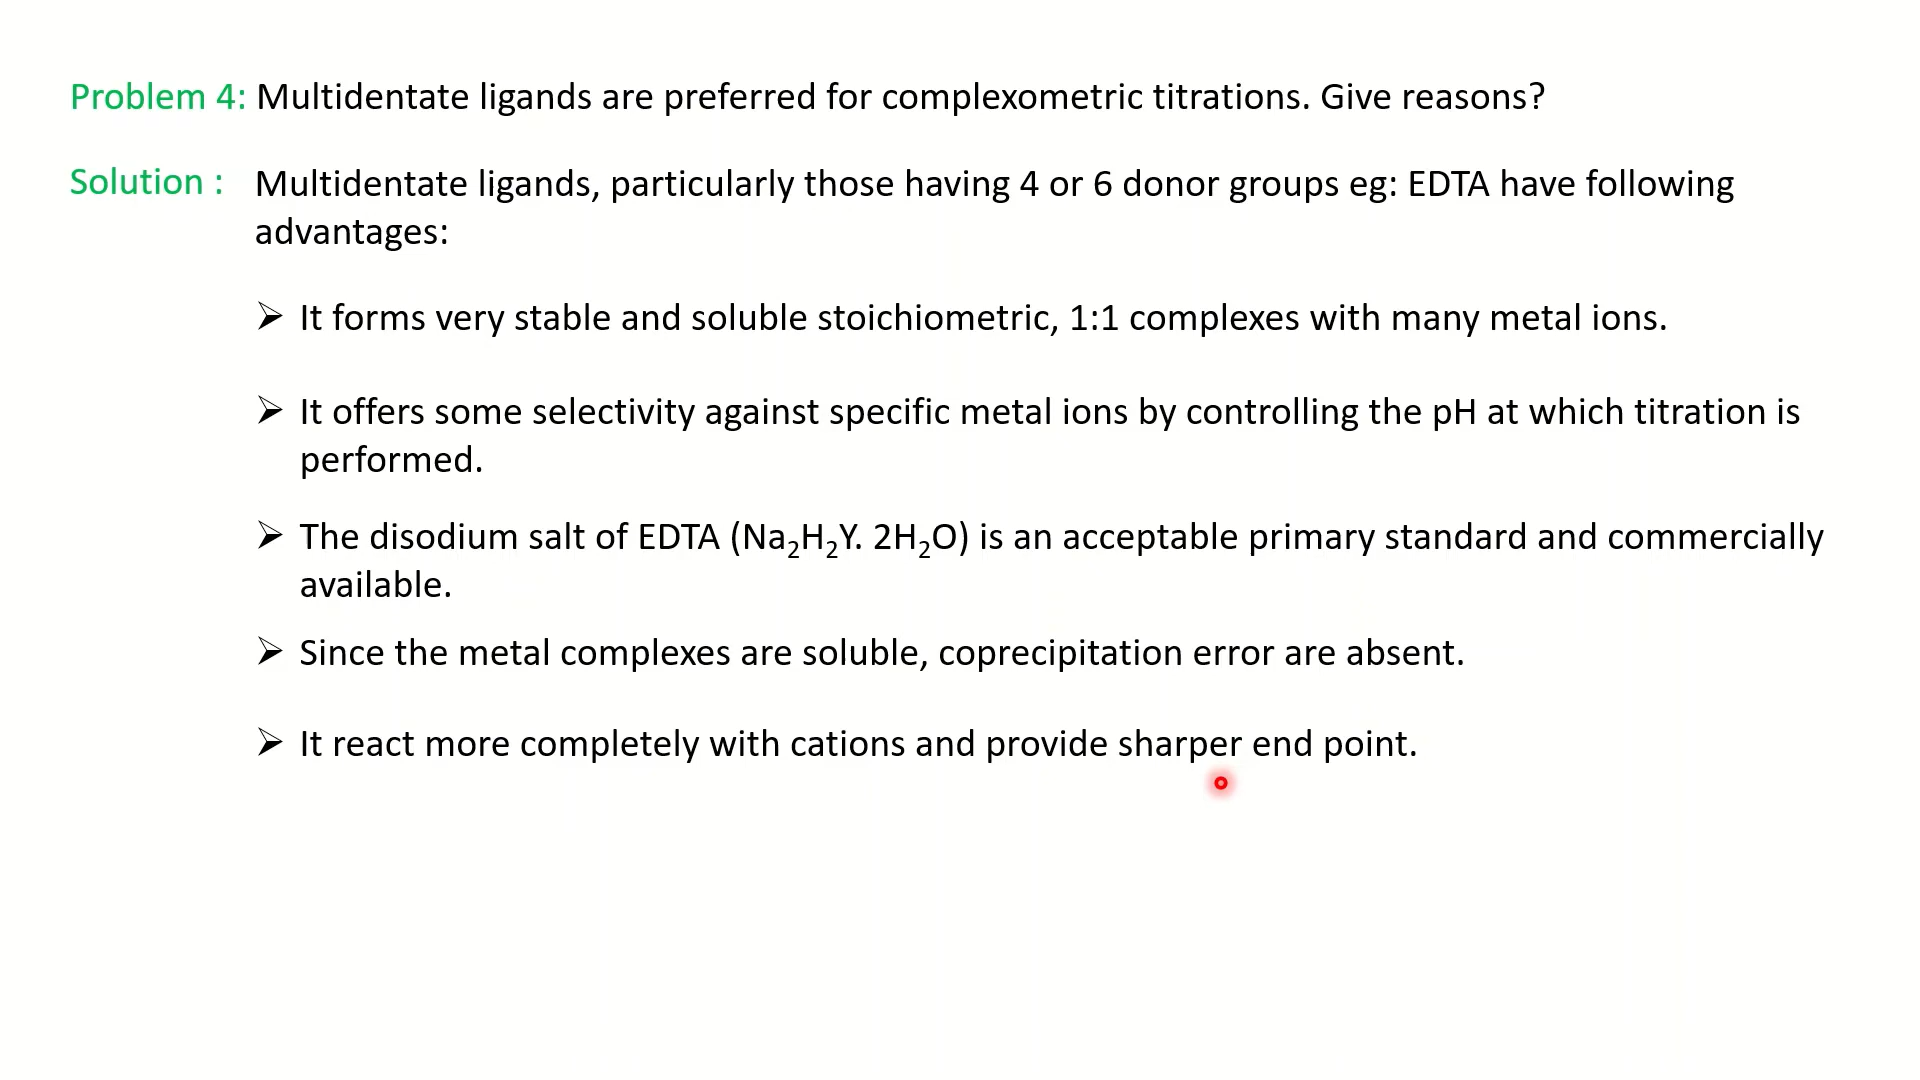 Problem 4: Multidentate ligands are preferred for complexometric titrations. Give reasons?
Solution : Multidentate ligands, particularly those having 4 or 6 donor groups eg: EDTA have following
advantages:
➢ It forms very stable and soluble stoichiometric, 1:1 complexes with many metal ions.
➢ It offers some selectivity against specific metal ions by controlling the pH at which titration is
performed.
➢ The disodium salt of EDTA (Na₂H₂Y. 2H₂O) is an acceptable primary standard and commercially
available.
➢ Since the metal complexes are soluble, coprecipitation error are absent.
➢ It react more completely with cations and provide sharper end point.